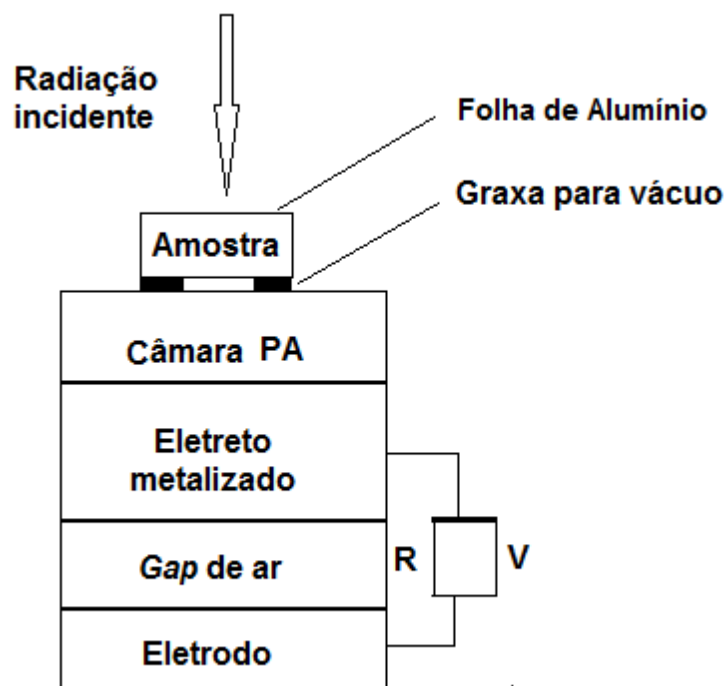 Radiação
incidente
Folha de Alumínio
Graxa para vácuo
Amostra
Câmara PA
Eletreto
metalizado
Gap de ar
R
V
Eletrodo